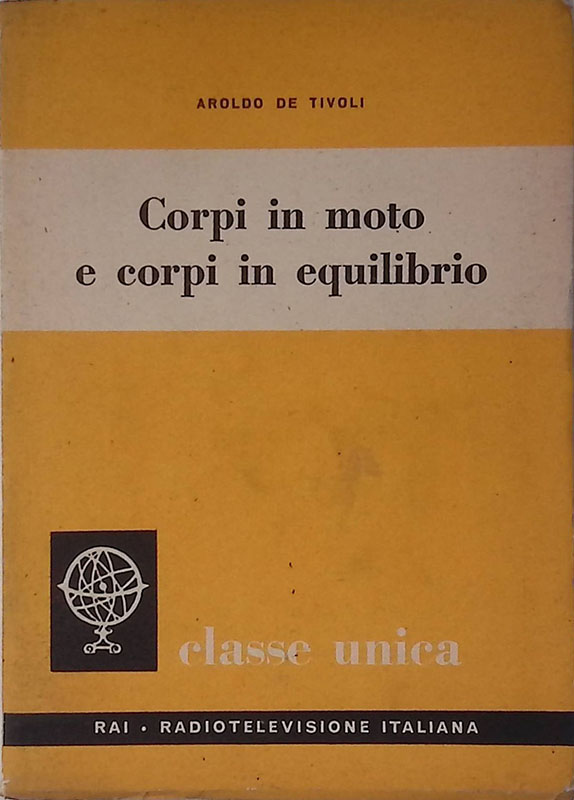 AROLDO DE TIVOLI
Corpi in moto
e corpi in equilibrio
classe unica
RAI • RADIOTELEVISIONE ITALIANA